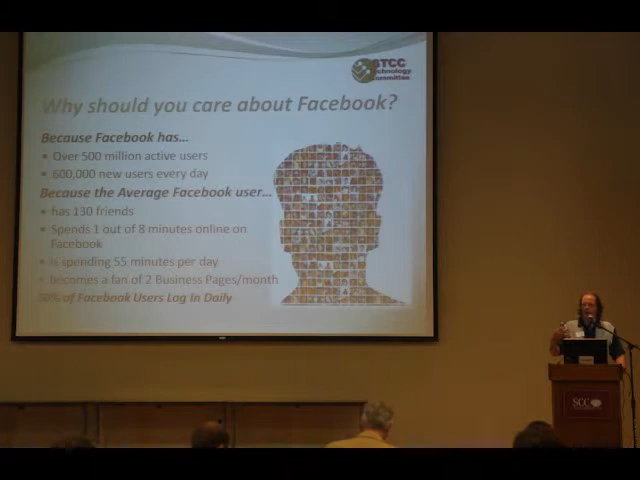 STCC
Technology
Committee
Why should you care about Facebook?
Because Facebook has...
• Over 500 million active users
• 600,000 new users every day
Because the Average Facebook user...
• has 130 friends
• Spends 1 out of 8 minutes online on
Facebook
• is spending 55 minutes per day
• becomes a fan of 2 Business Pages/month
50% of Facebook Users Log In Daily
SCC